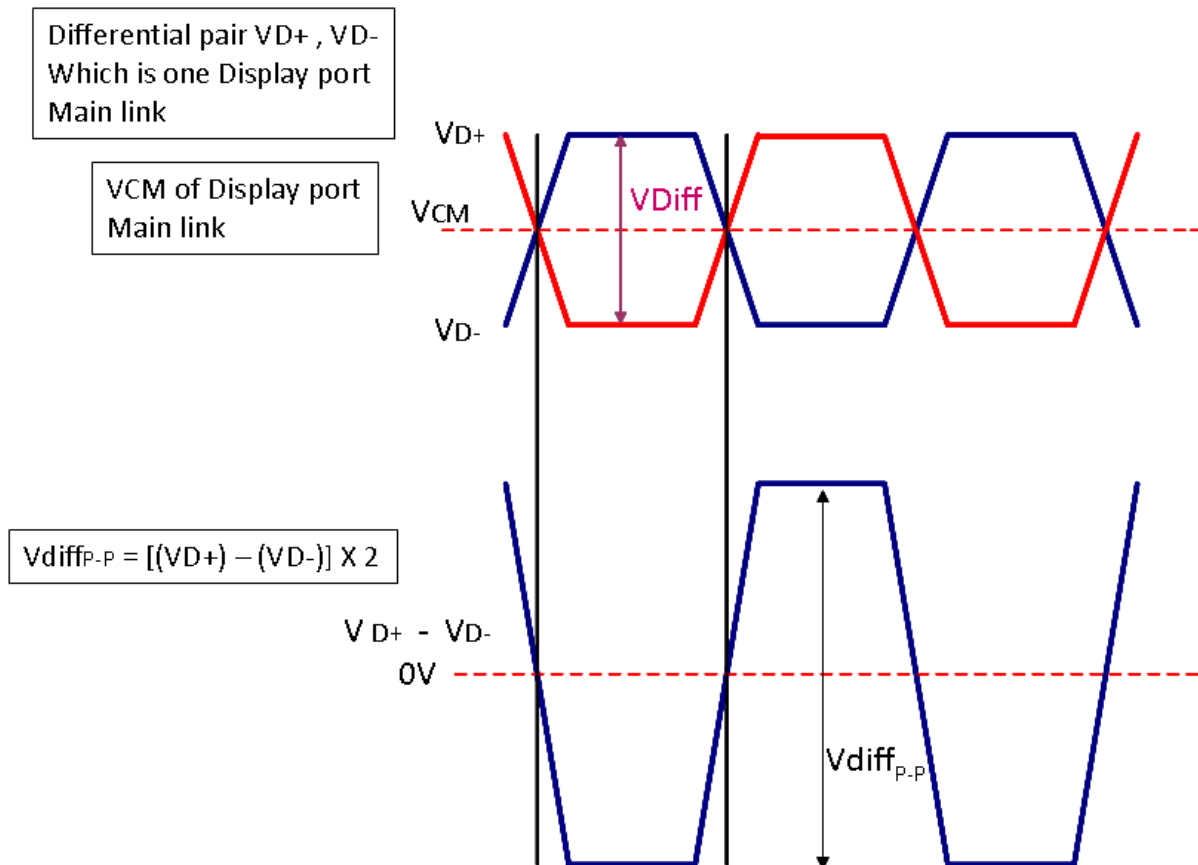 Differential pair VD+ , VD-
Which is one Display port
Main link
VCM of Display port
Main link
VD+
VDiff
VCM
VD-
VdiffP-P = [(VD+) – (VD-)] X 2
V D+ - VD-
0V
VdiffP-P